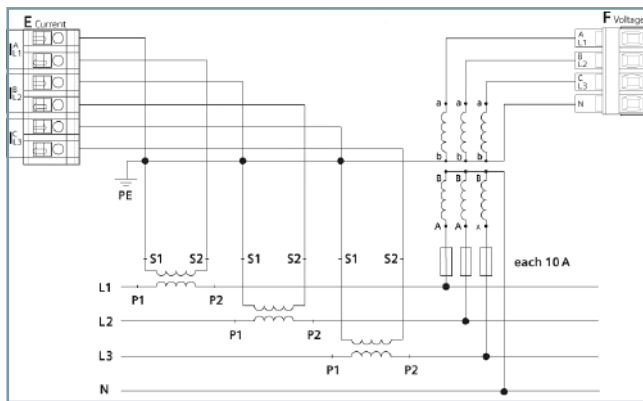 E Current
A
L1
B
L2
C
L3
F Voltage
A
L1
B
L2
C
L3
N
a a a
b b b
PE
B B B
A A A
S1 S2 S1 S2 S1 S2
each 10 A
L1
P1 P2
L2
P1 P2
L3
P1 P2
N